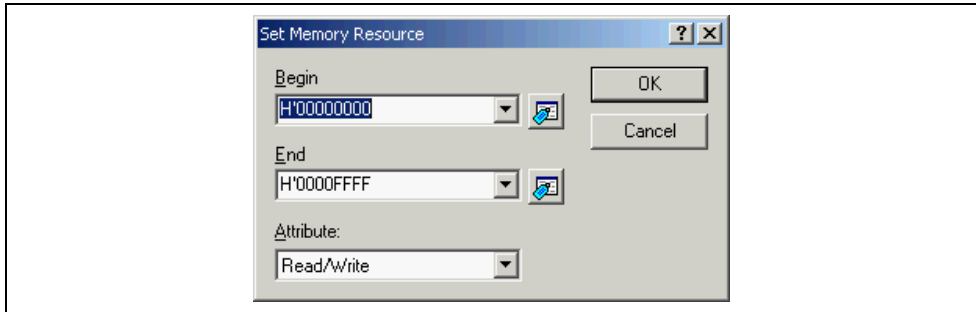 Set Memory Resource
Begin
H'00000000
OK
Cancel
End
H'0000FFFF
Attribute:
Read/Write